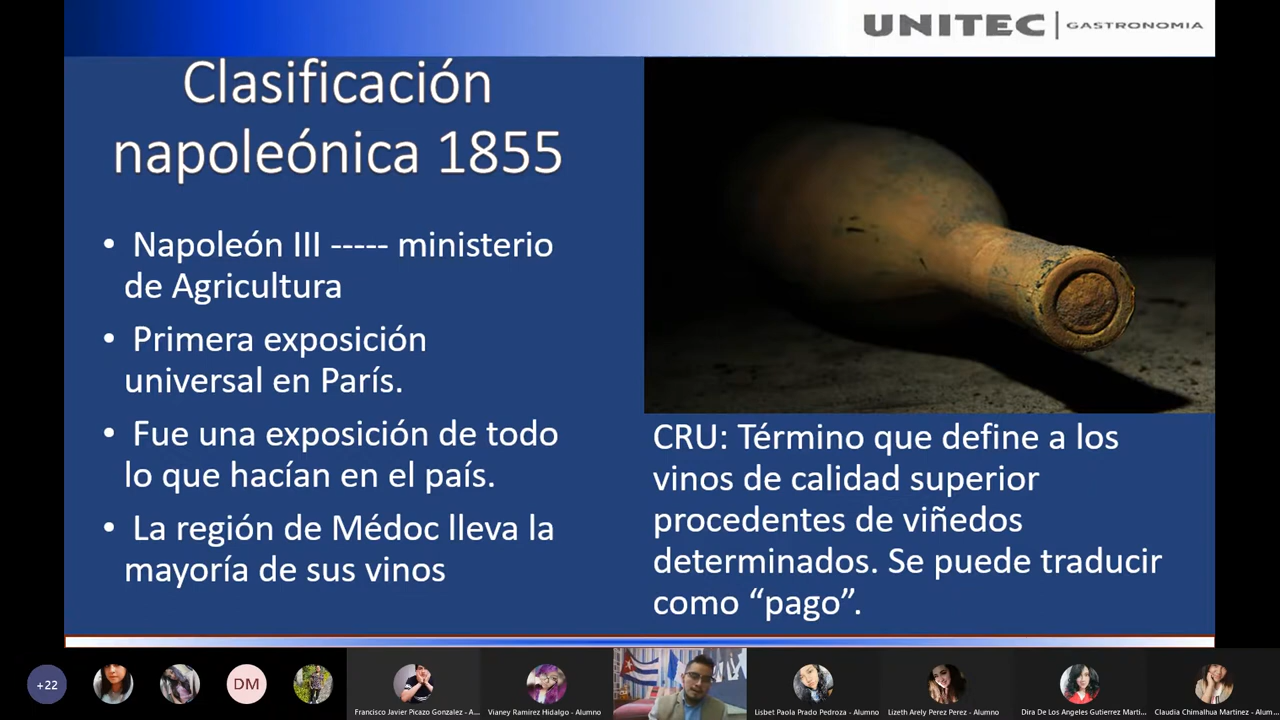 UNITEC | GASTRONOMIA
Clasificación
napoleónica 1855
• Napoleón III ----- ministerio
de Agricultura
• Primera exposición
universal en París.
• Fue una exposición de todo
lo que hacían en el país.
• La región de Médoc lleva la
mayoría de sus vinos
CRU: Término que define a los
vinos de calidad superior
procedentes de viñedos
determinados. Se puede traducir
como “pago”.
+22
DM
Francisco Javier Picazo Gonzalez - A...
Vianey Ramirez Hidalgo - Alumno
Lisbet Paola Prado Pedroza - Alumno
Lizeth Arely Perez Perez - Alumno
Dira De Los Angeles Gutierrez Marti...
Claudia Chimalhua Martinez - Alum...